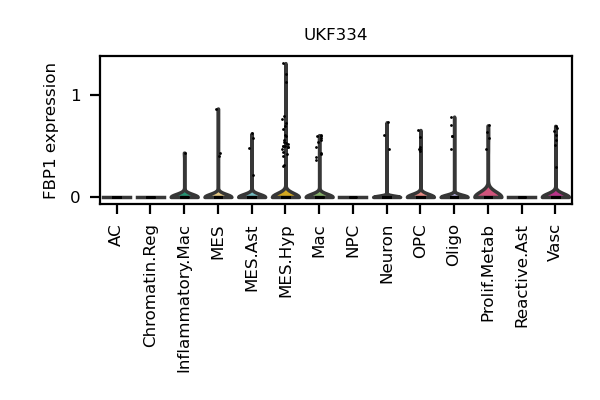 UKF334
FBP1 expression
1
0
AC
Chromatin.Reg
Inflammatory.Mac
MES
MES.Ast
MES.Hyp
Mac
NPC
Neuron
OPC
Oligo
Prolif.Metab
Reactive.Ast
Vasc